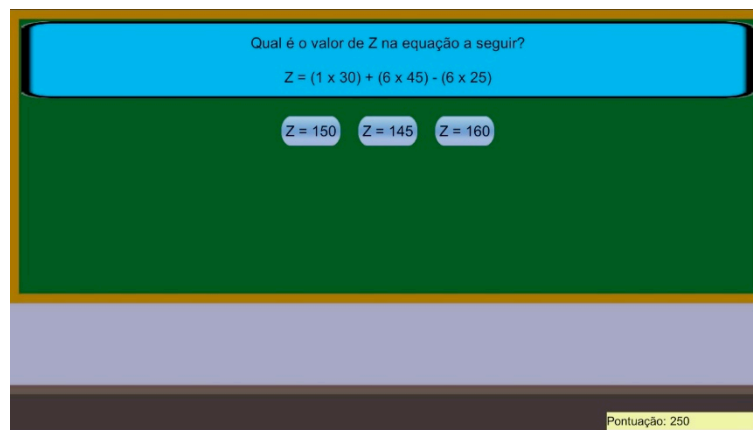 Qual é o valor de Z na equação a seguir?
Z = (1 x 30) + (6 x 45) - (6 x 25)
Z = 150 Z = 145 Z = 160
Pontuação: 250